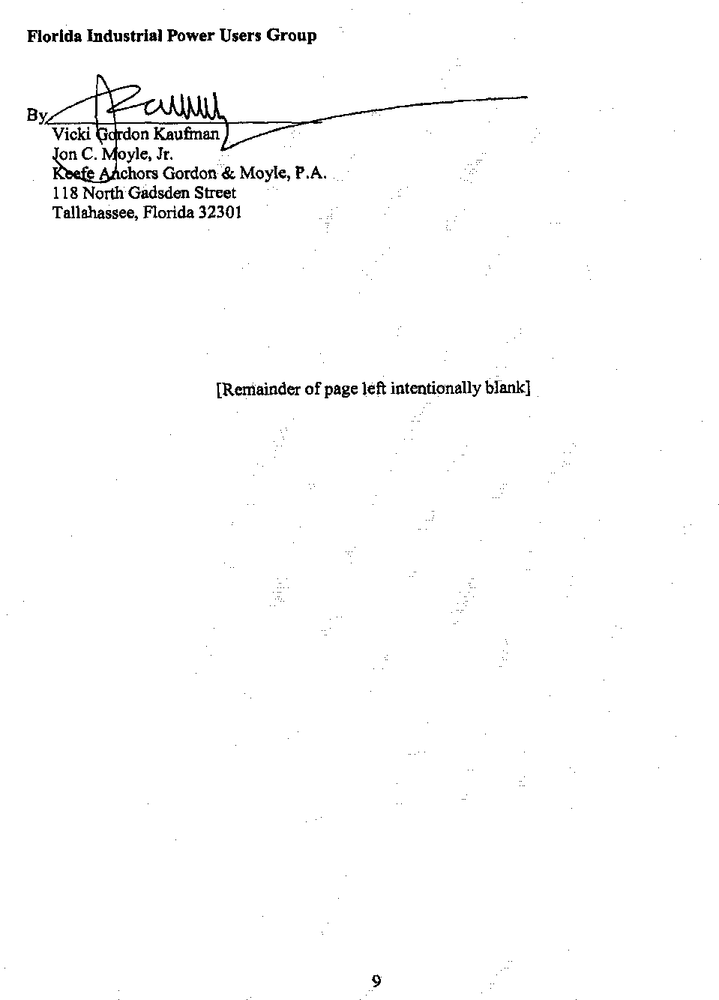 Florida Industrial Power Users Group
By
Vicki Gordon Kaufman
Jon C. Moyle, Jr.
Keefe Anchors Gordon & Moyle, P.A.
118 North Gadsden Street
Tallahassee, Florida 32301
[Remainder of page left intentionally blank]
9